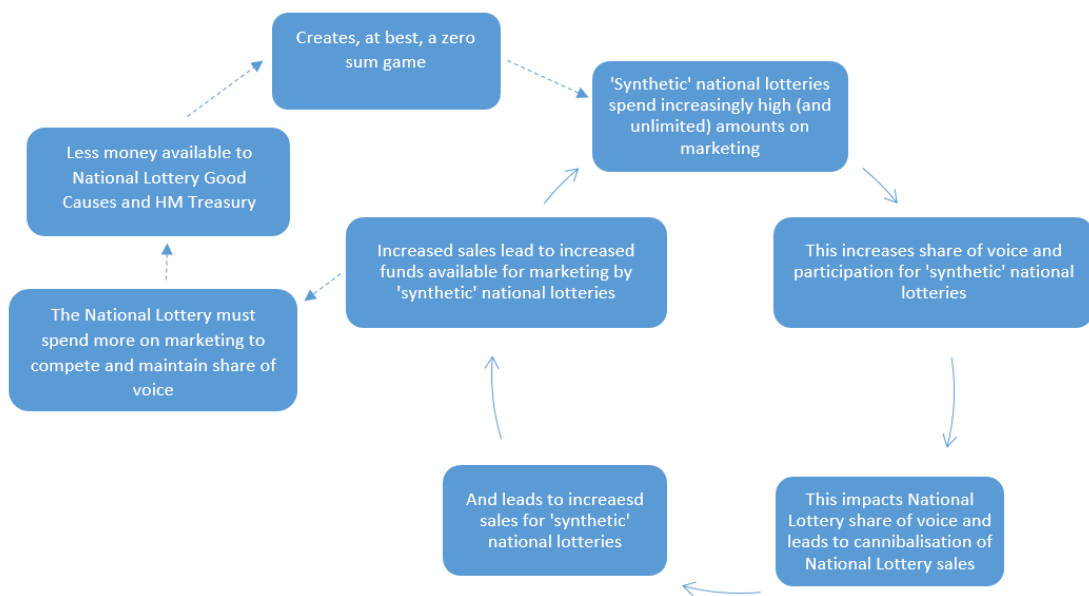 Creates, at best, a zero
sum game
'Synthetic' national lotteries
spend increasingly high (and
unlimited) amounts on
marketing
Less money available to
National Lottery Good
Causes and HM Treasury
Increased sales lead to increased
funds available for marketing by
'synthetic' national lotteries
This increases share of voice and
participation for 'synthetic' national
lotteries
The National Lottery must
spend more on marketing to
compete and maintain share of
voice
And leads to increaesd
sales for 'synthetic'
national lotteries
This impacts National
Lottery share of voice and
leads to cannibalisation of
National Lottery sales